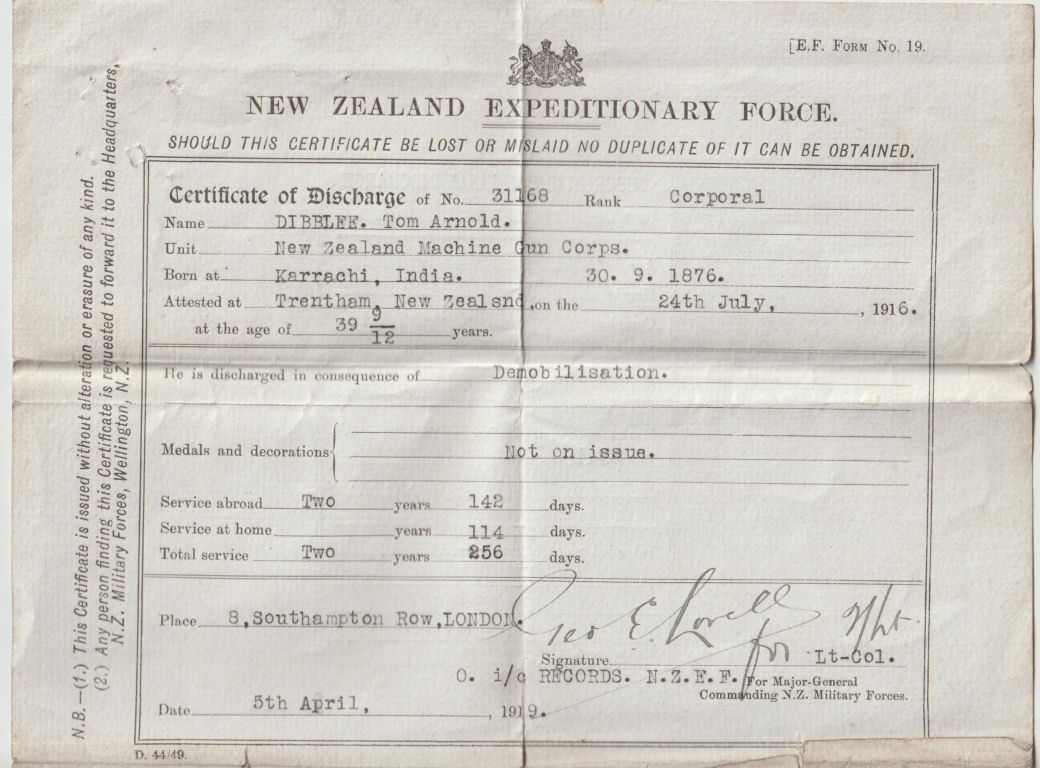 [E.F. FORM NO. 19.
NEW ZEALAND EXPEDITIONARY FORCE.
SHOULD THIS CERTIFICATE BE LOST OR MISLAID NO DUPLICATE OF IT CAN BE OBTAINED.
Certificate of Discharge of No. 31168 Rank Corporal
Name DIBBLEE. Tom Arnold.
Unit New Zealand Machine Gun Corps.
Born at Karrachi, India. 30. 9. 1876.
Attested at Trentham, New Zealsnd, on the 24th July, , 1916.
at the age of 39 9/12 years.
He is discharged in consequence of Demobilisation.
Medals and decorations Not on issue.
Service abroad Two years 142 days.
Service at home years 114 days.
Total service Two years 256 days.
Place 8,Southampton Row,LONDON.
Geo E. Lovell
Signature for Lt-Col.
O. i/c RECORDS. N.Z.E.F. For Major-General
Commanding N.Z. Military Forces.
Date 5th April, , 1919.
D. 44/49.
N.B.—(1.) This Certificate is issued without alteration or erasure of any kind.
(2.) Any person finding this Certificate is requested to forward it to the Headquarters,
N.Z. Military Forces, Wellington, N.Z.